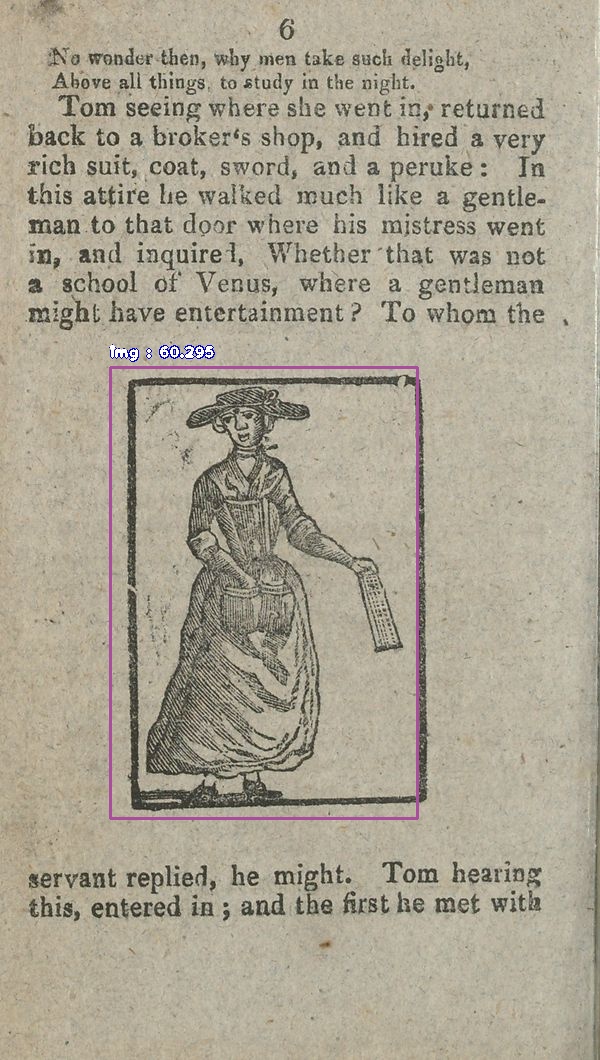 6
No wonder then, why men take such delight,
Above all things, to study in the night.
Tom seeing where she went in, returned
back to a broker's shop, and hired a very
rich suit, coat, sword, and a peruke: In
this attire he walked much like a gentle-
man to that door where his mistress went
in, and inquired, Whether that was not
a school of Venus, where a gentleman
might have entertainment? To whom the
img : 60.295
servant replied, he might. Tom hearing
this, entered in; and the first he met with